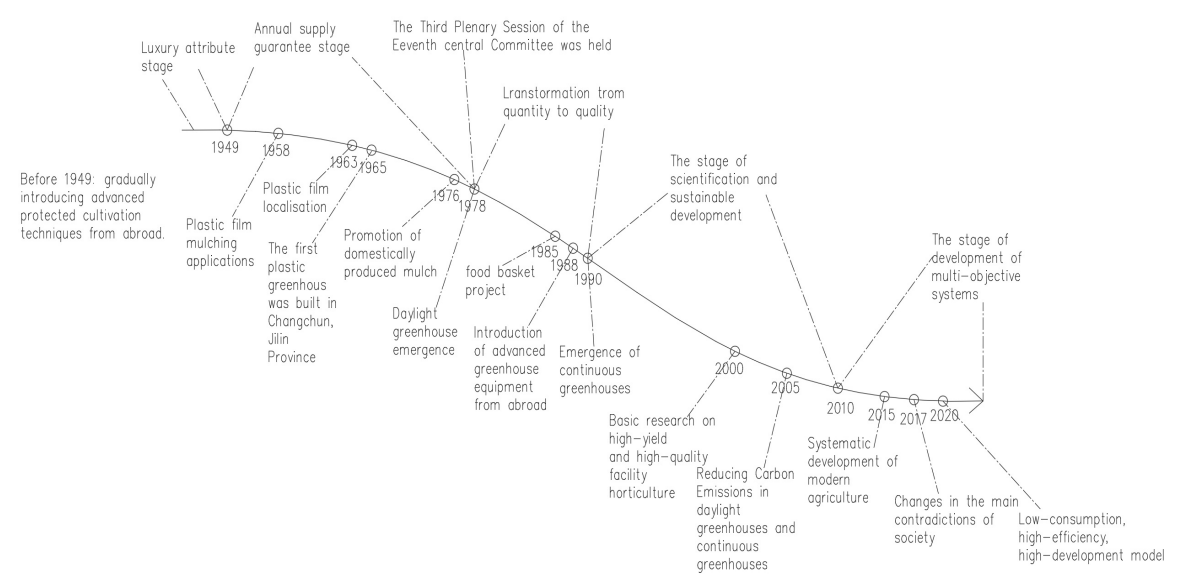 Luxury attribute
stage
Annual supply
guarantee stage
The Third Plenary Session of the
Eeventh central Committee was held
Lranstormation trom
quantity to quality
The stage of
scientification and
sustainable
development
The stage of
development of
multi-objective
systems
1949
1958
1963
1965
1976
1978
1985
1988
1990
2000
2005
2010
2015
2017
2020
Before 1949: gradually
introducing advanced
protected cultivation
techniques from abroad.
Plastic film
mulching
applications
Plastic film
localisation
The first
plastic
greenhous
was built in
Changchun,
Jilin
Province
Promotion of
domestically
produced mulch
Daylight
greenhouse
emergence
food basket
project
Introduction
of advanced
greenhouse
equipment
from abroad
Emergence of
continuous
greenhouses
Basic research on
high-yield
and high-quality
facility
horticulture
Reducing Carbon
Emissions in
daylight
greenhouses and
continuous
greenhouses
Systematic
development of
modern
agriculture
Changes in the main
contradictions of
society
Low-consumption,
high-efficiency,
high-development model